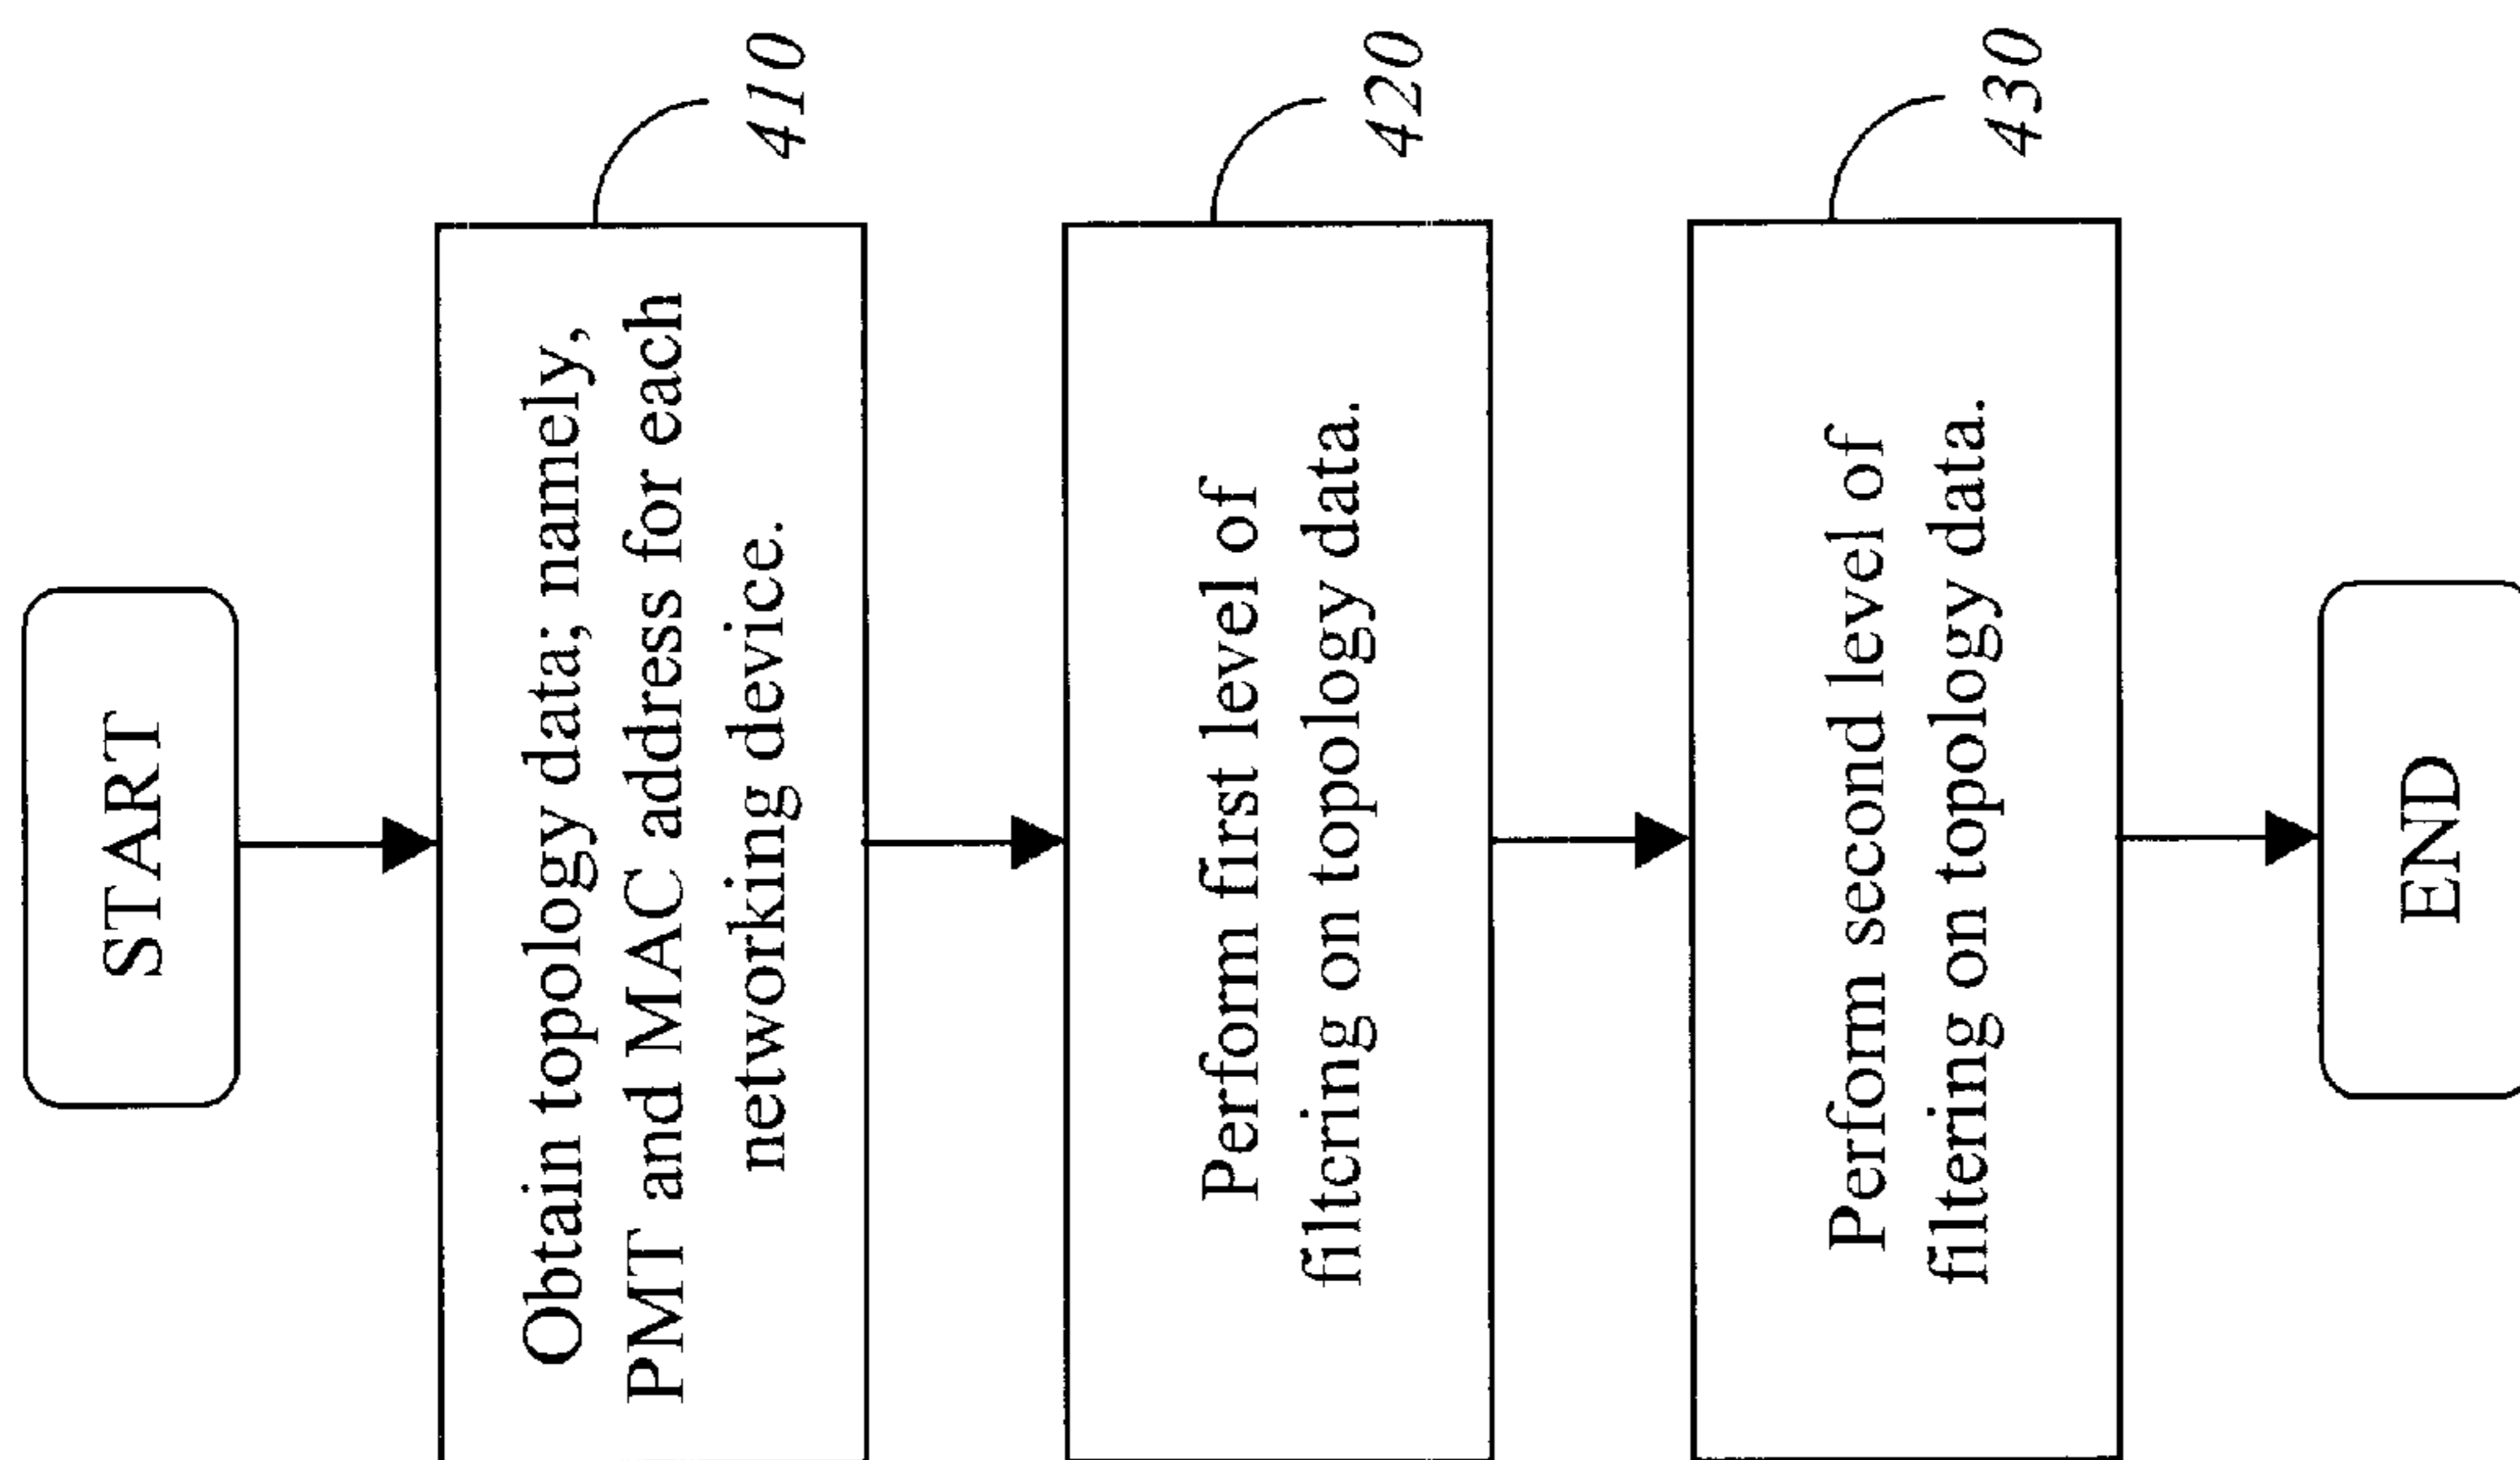 START
Obtain topology data; namely,
PMT and MAC address for each
networking device.
410
Perform first level of
filtering on topology data.
420
Perform second level of
filtering on topology data.
430
END